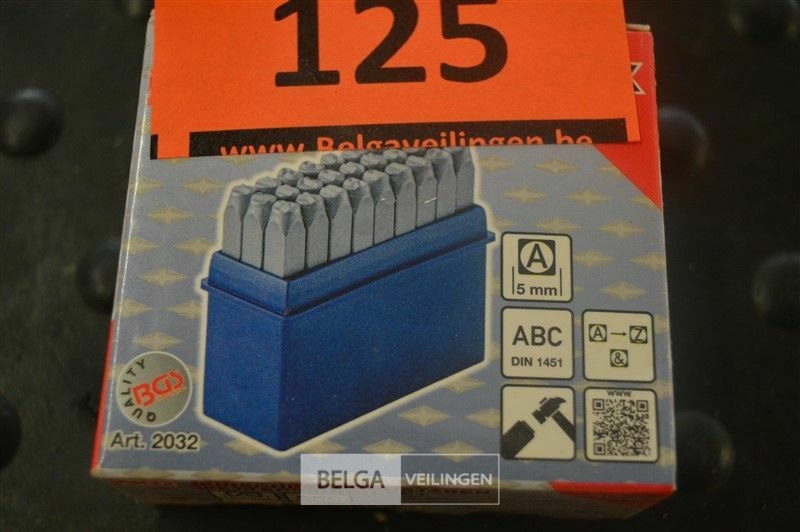 125
www.Belgaveilingen.be
A
5 mm
ABC
DIN 1451
A → Z
&
WWW.
QUALITY
BGS
Art. 2032
BELGA VEILINGEN